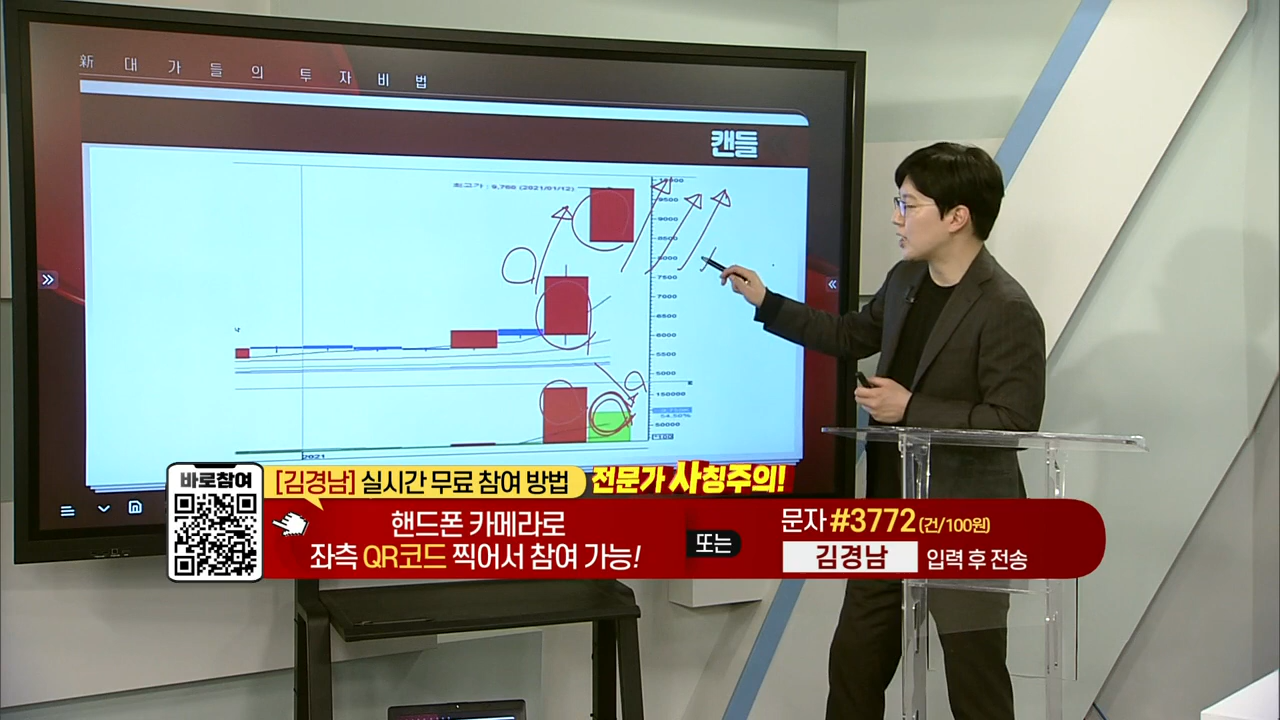 新 대가들의 투자비법
캔들
최고가 : 9,766 (2021/01/12)
10000
9500
9000
8500
8000
7500
7000
6500
6000
5500
5000
150000
50000
2021
바로참여
[김경남] 실시간 무료 참여 방법
전문가 사칭주의!
핸드폰 카메라로
좌측 QR코드 찍어서 참여 가능!
또는
문자 #3772 (건/100원)
김경남 입력 후 전송